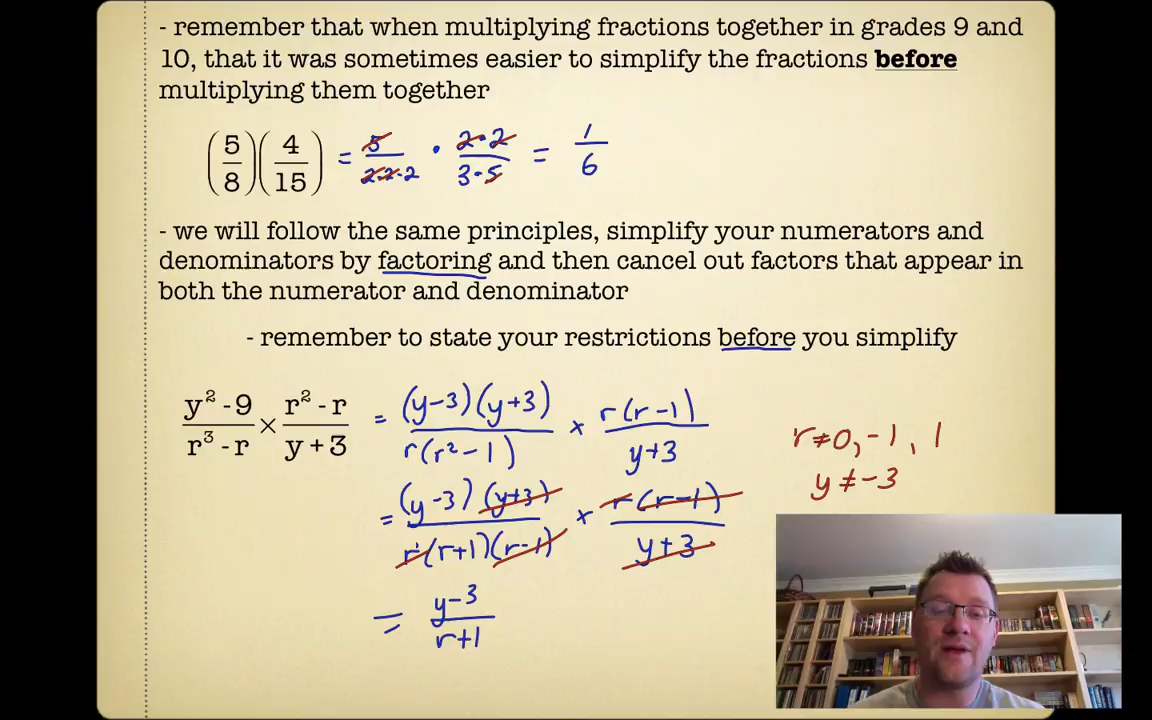 - remember that when multiplying fractions together in grades 9 and
10, that it was sometimes easier to simplify the fractions before
multiplying them together
(5/8)(4/15) = 5/(2·2·2) · (2·2)/(3·5) = 1/6
- we will follow the same principles, simplify your numerators and
denominators by factoring and then cancel out factors that appear in
both the numerator and denominator
- remember to state your restrictions before you simplify
(y² - 9)/(r³ - r) × (r² - r)/(y + 3) = (y-3)(y+3)/r(r²-1) × r(r-1)/(y+3)
r≠0, -1, 1
y≠-3
= (y-3)(y+3)/r(r+1)(r-1) × r(r-1)/(y+3)
= (y-3)/(r+1)